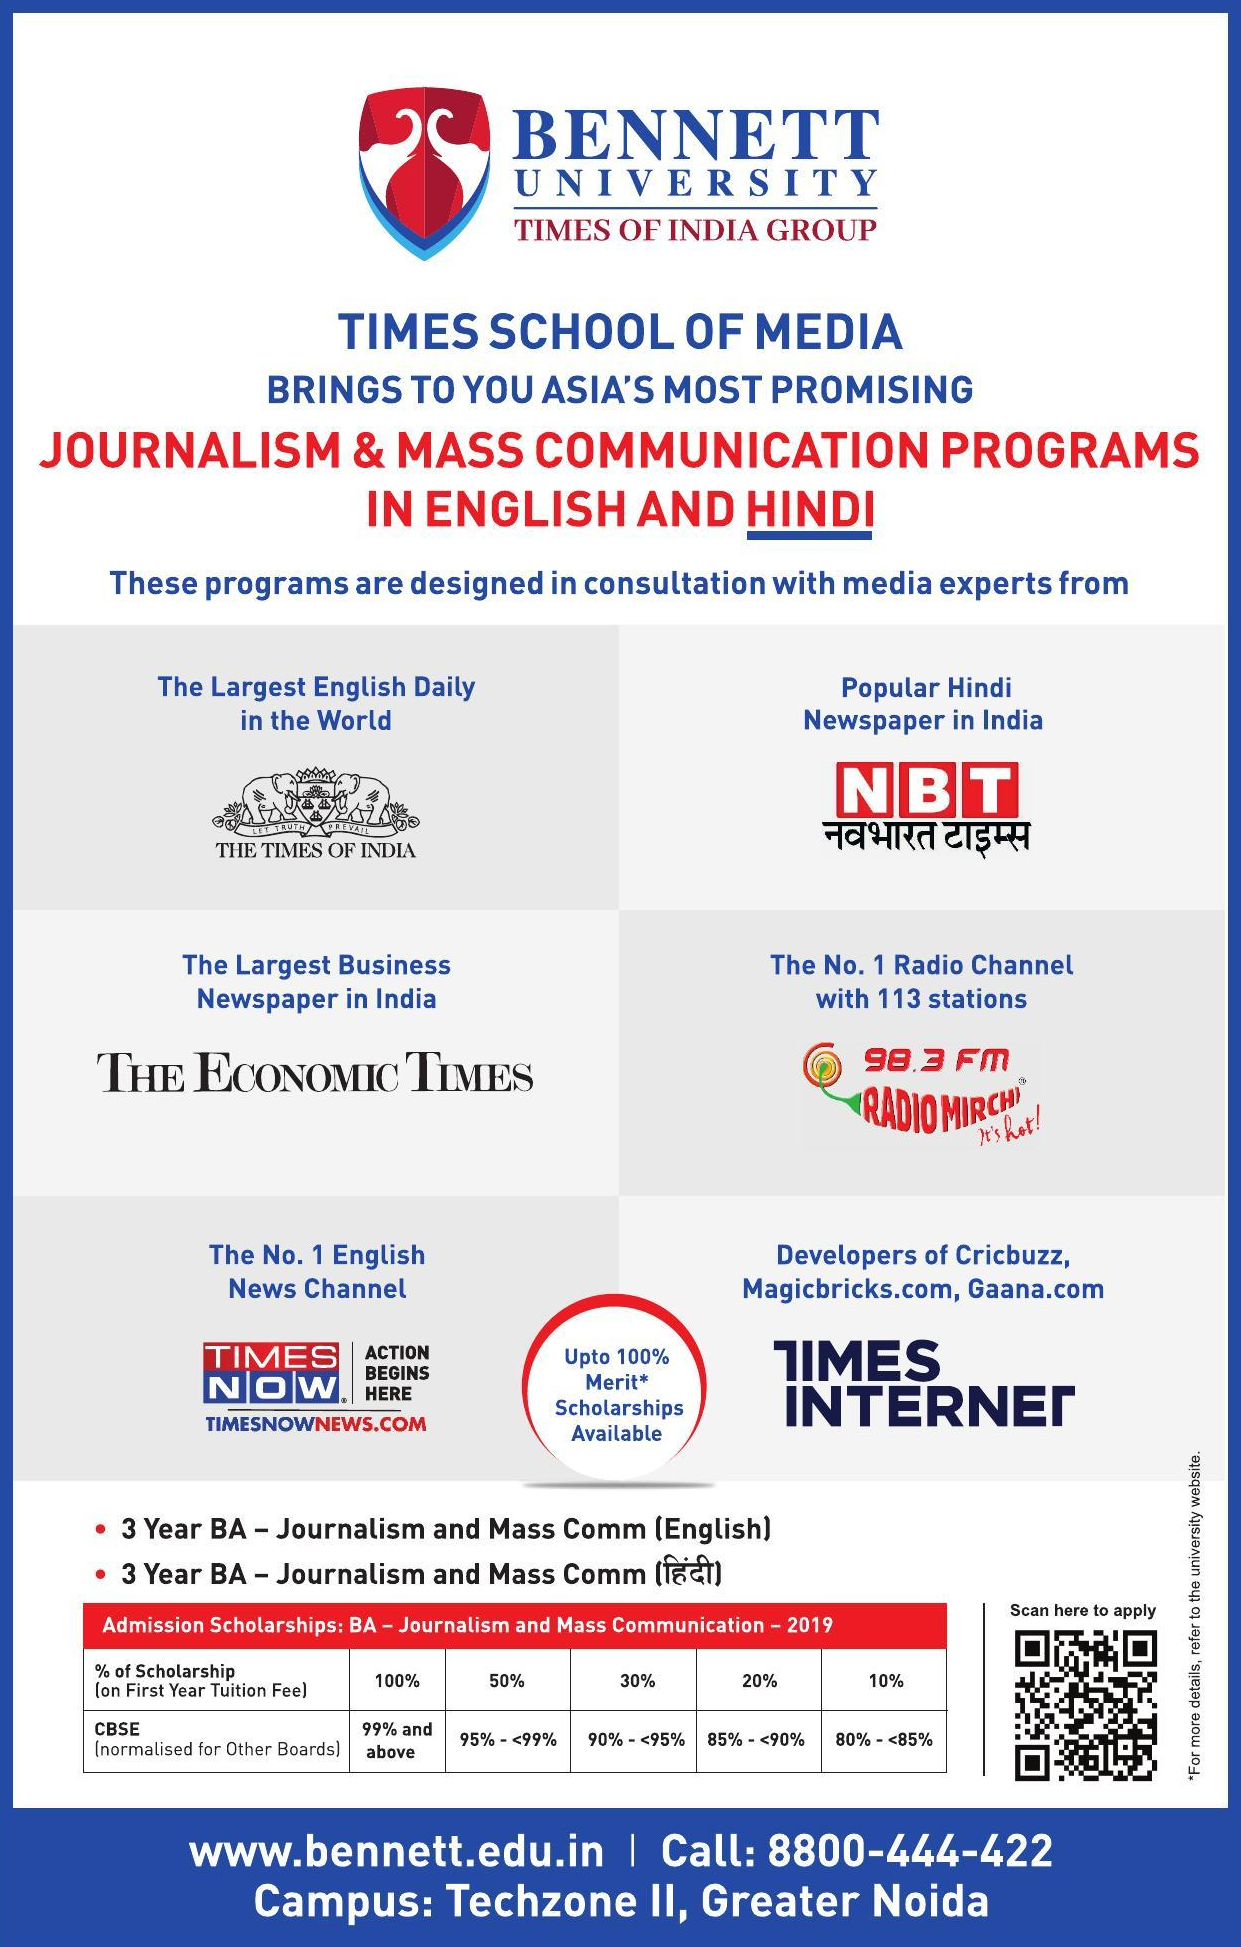 BENNETT
UNIVERSITY
TIMES OF INDIA GROUP
TIMES SCHOOL OF MEDIA
BRINGS TO YOU ASIA'S MOST PROMISING
JOURNALISM & MASS COMMUNICATION PROGRAMS
IN ENGLISH AND HINDI
These programs are designed in consultation with media experts from
The Largest English Daily
in the World
LET TRUTH PREVAIL
THE TIMES OF INDIA
Popular Hindi
Newspaper in India
NBT
नवभारत टाइम्स
The Largest Business
Newspaper in India
THE ECONOMIC TIMES
The No. 1 Radio Channel
with 113 stations
98.3 FM
RADIO MIRCHI ®
It's hot!
The No. 1 English
News Channel
TIMES
NOW®
ACTION
BEGINS
HERE
TIMESNOWNEWS.COM
Developers of Cricbuzz,
Magicbricks.com, Gaana.com
TIMES
INTERNET
Upto 100%
Merit*
Scholarships
Available
• 3 Year BA – Journalism and Mass Comm (English)
• 3 Year BA – Journalism and Mass Comm (हिंदी)
Admission Scholarships: BA – Journalism and Mass Communication – 2019
% of Scholarship
(on First Year Tuition Fee)
100% 50% 30% 20% 10%
CBSE
(normalised for Other Boards)
99% and
above
95% - <99% 90% - <95% 85% - <90% 80% - <85%
Scan here to apply
*For more details, refer to the university website.
www.bennett.edu.in | Call: 8800-444-422
Campus: Techzone II, Greater Noida